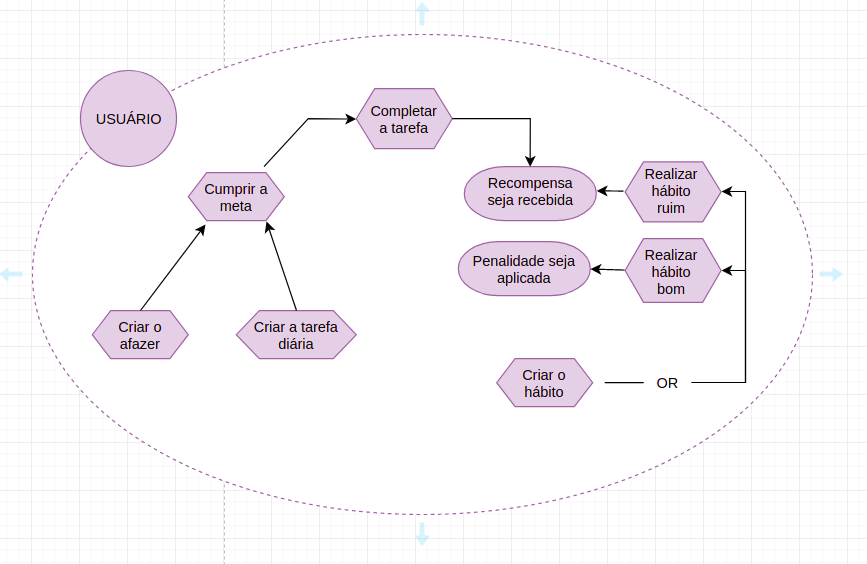 USUÁRIO
Completar
a tarefa
Cumprir a
meta
Recompensa
seja recebida
Realizar
hábito
ruim
Penalidade seja
aplicada
Realizar
hábito
bom
Criar o
afazer
Criar a tarefa
diária
Criar o
hábito
OR